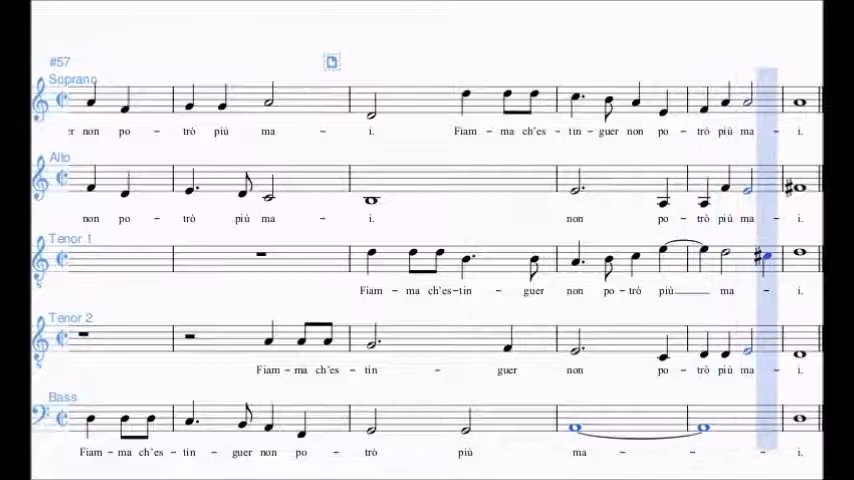 #57
Soprano
er non po - trò più ma - i. Fiam - ma ch'es - tin - guer non po - trò più ma - i.
Alto
non po - trò più ma - i. non po - trò più ma - i.
Tenor 1
Fiam - ma ch'es - tin - guer non po - trò più ma - i.
Tenor 2
Fiam - ma ch'es - tin - guer non po - trò più ma - i.
Bass
Fiam - ma ch'es - tin - guer non po - trò più ma - - - i.